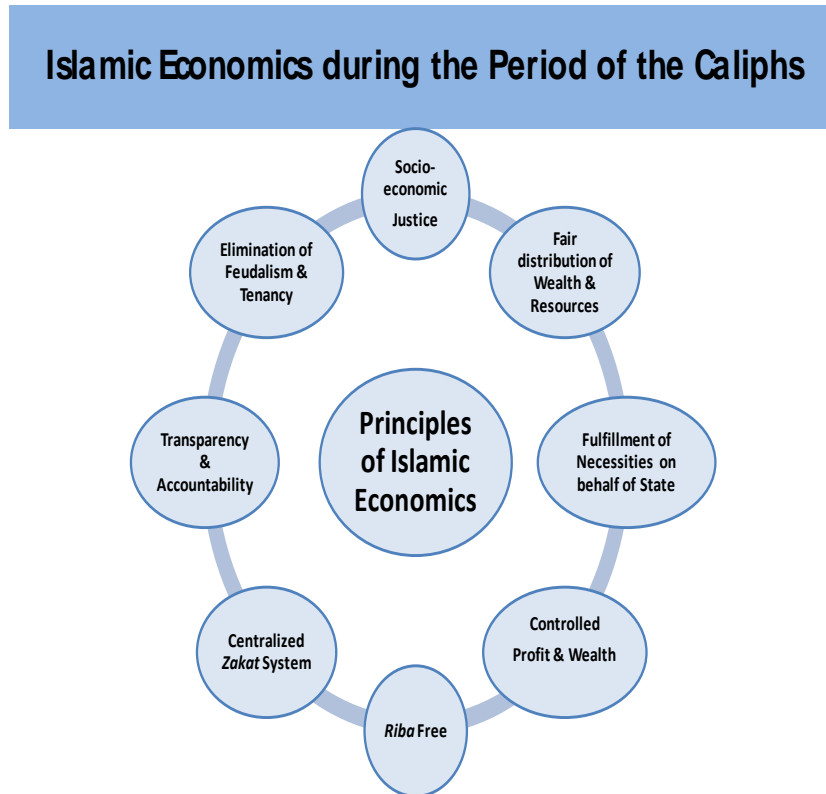 Islamic Economics during the Period of the Caliphs
Socio-
economic
Justice
Fair
distribution of
Wealth &
Resources
Fulfillment of
Necessities on
behalf of State
Controlled
Profit & Wealth
Riba Free
Centralized
Zakat System
Transparency
&
Accountability
Elimination of
Feudalism &
Tenancy
Principles
of Islamic
Economics